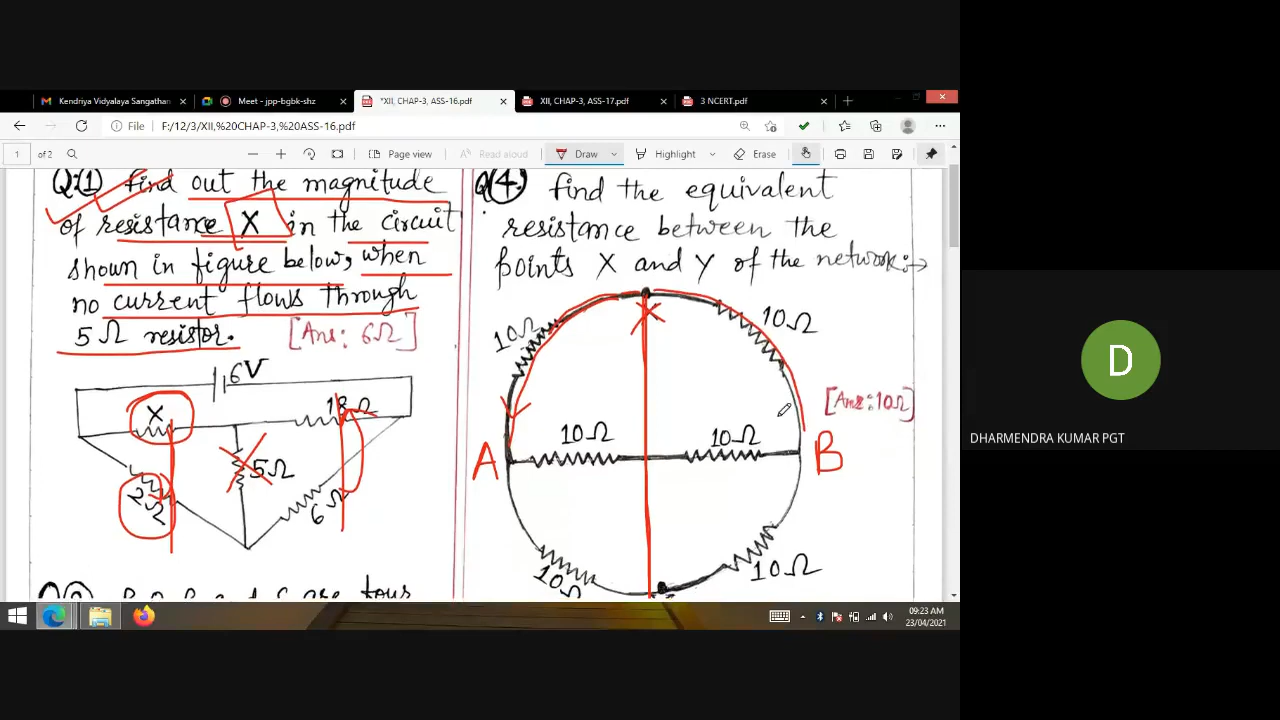 Kendriya Vidyalaya Sangathan
Meet - jpp-bgbk-shz
*XII, CHAP-3, ASS-16.pdf
XII, CHAP-3, ASS-17.pdf
3 NCERT.pdf
File
F:/12/3/XII,%20CHAP-3,%20ASS-16.pdf
1 of 2
Page view
Read aloud
Draw
Highlight
Erase
Q.(1) Find out the magnitude
of resistance X in the circuit
shown in figure below, when
no current flows through
5Ω resistor. [Ans: 6Ω]
6V
X
18Ω
5Ω
2Ω
6Ω
Q(4. find the equivalent
resistance between the
points X and Y of the network:→
10Ω
X
10Ω
[Ans:10Ω]
10Ω
10Ω
A
B
10Ω
10Ω
D
DHARMENDRA KUMAR PGT
09:23 AM
23/04/2021